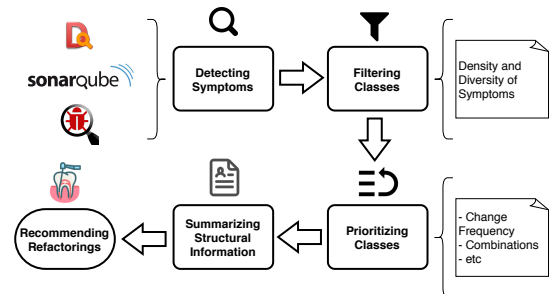 D
sonarqube
Detecting
Symptoms
Filtering
Classes
Density and
Diversity of
Symptoms
Recommending
Refactorings
Summarizing
Structural
Information
Prioritizing
Classes
- Change
Frequency
- Combinations
- etc